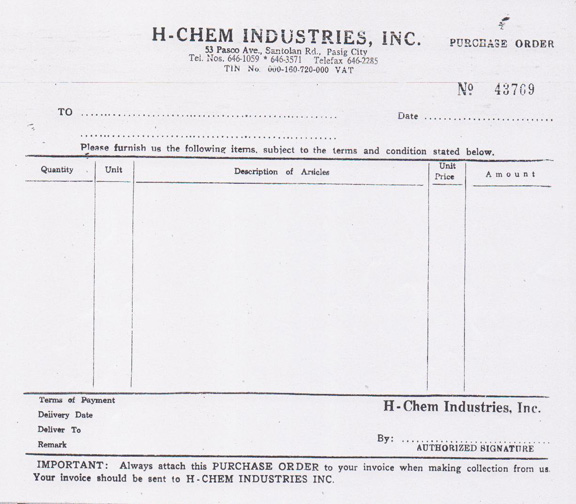 H-CHEM INDUSTRIES, INC.
PURCHASE ORDER
53 Pasco Ave., Santolan Rd., Pasig City
Tel. Nos. 646-1059 * 646-3571 Telefax 646-2285
TIN No. 000-160-720-000 VAT
Nº 43769
TO ........................................
Date ........................
........................................
Please furnish us the following items, subject to the terms and condition stated below.
Quantity Unit Description of Articles Unit Price Amount
Terms of Payment
Delivery Date
Deliver To
Remark
H-Chem Industries, Inc.
By: ............................
AUTHORIZED SIGNATURE
IMPORTANT: Always attach this PURCHASE ORDER to your invoice when making collection from us.
Your invoice should be sent to H-CHEM INDUSTRIES INC.